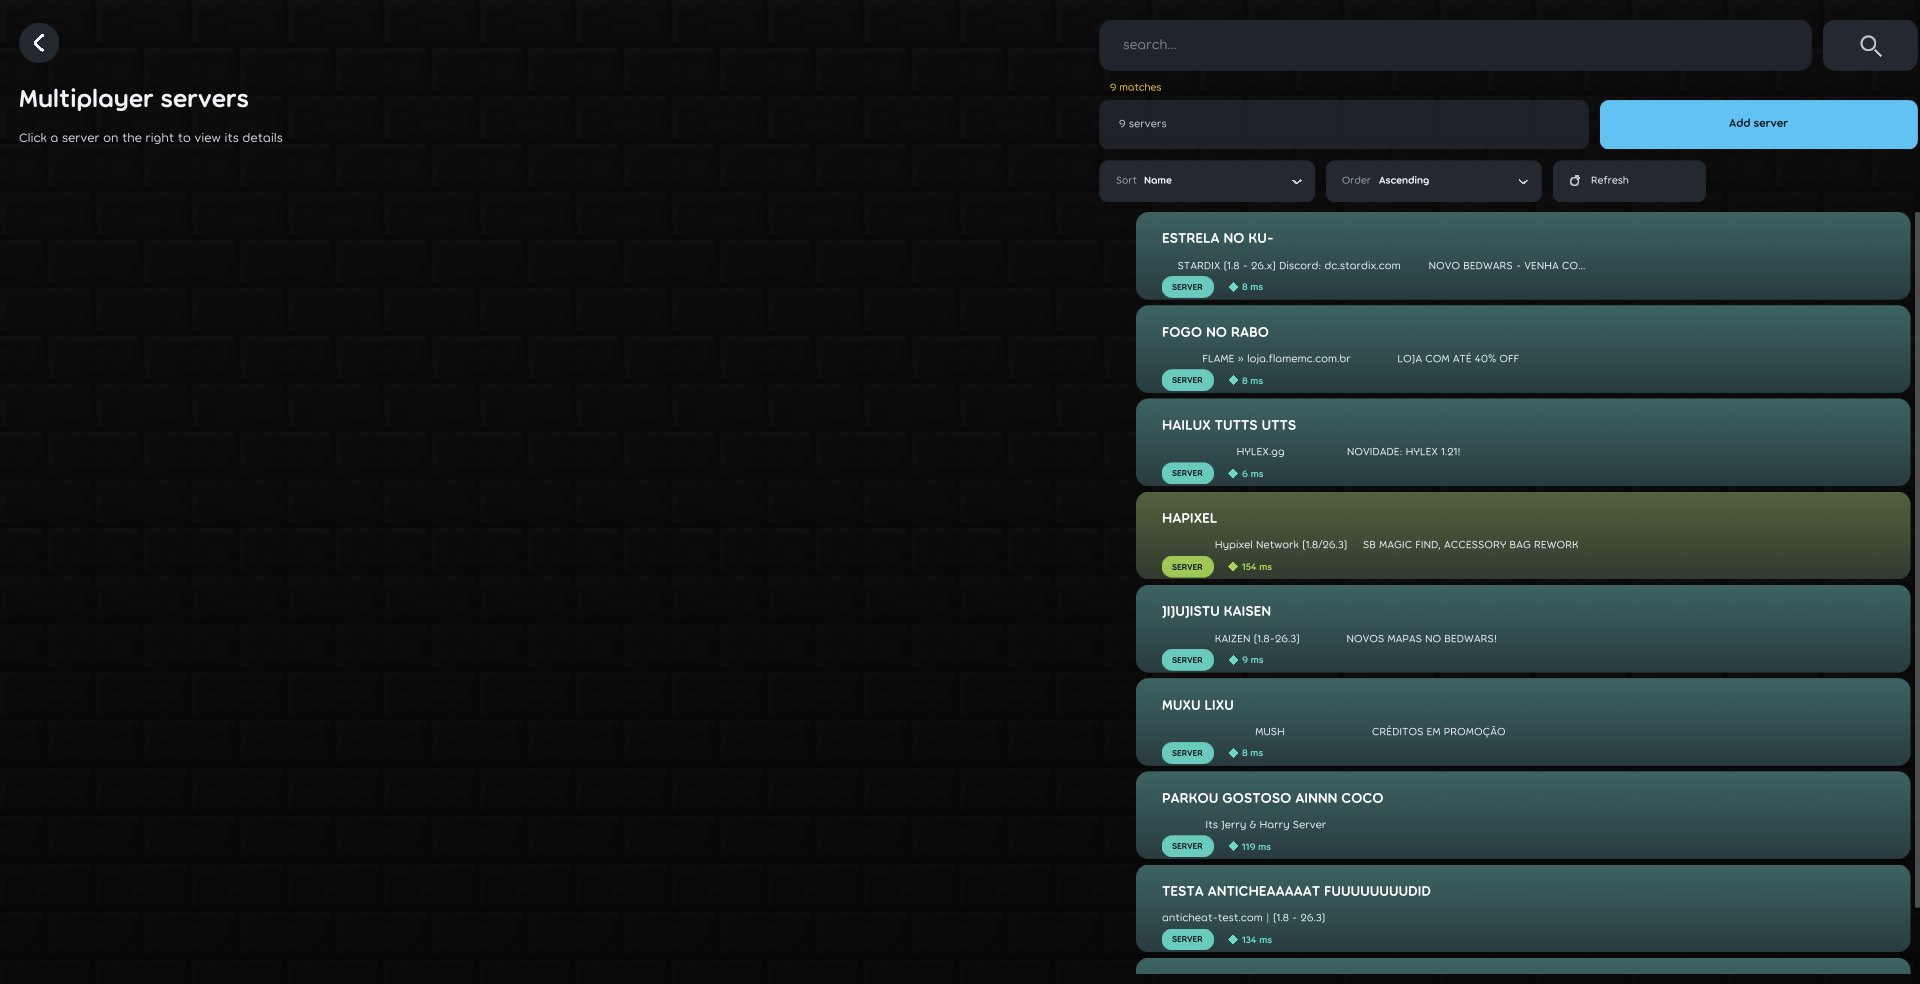 Multiplayer servers
Click a server on the right to view its details
search...
9 matches
9 servers
Add server
Sort Name
Order Ascending
Refresh
ESTRELA NO KU-
STARDIX [1.8 - 26.x] Discord: dc.stardix.com NOVO BEDWARS - VENHA CO...
SERVER 8 ms
FOGO NO RABO
FLAME » loja.flamemc.com.br LOJA COM ATÉ 40% OFF
SERVER 8 ms
HAILUX TUTTS UTTS
HYLEX.gg NOVIDADE: HYLEX 1.21!
SERVER 6 ms
HAPIXEL
Hypixel Network [1.8/26.3] SB MAGIC FIND, ACCESSORY BAG REWORK
SERVER 154 ms
JIJUJISTU KAISEN
KAIZEN [1.8-26.3] NOVOS MAPAS NO BEDWARS!
SERVER 9 ms
MUXU LIXU
MUSH CRÉDITOS EM PROMOÇÃO
SERVER 8 ms
PARKOU GOSTOSO AINNN COCO
Its Jerry & Harry Server
SERVER 119 ms
TESTA ANTICHEAAAAAT FUUUUUUUUDID
anticheat-test.com | [1.8 - 26.3]
SERVER 134 ms